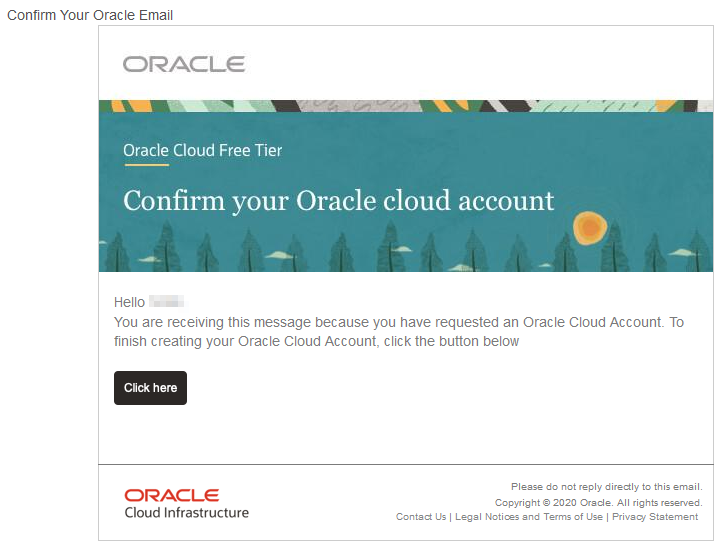 Confirm Your Oracle Email
ORACLE
Oracle Cloud Free Tier
Confirm your Oracle cloud account
Hello
You are receiving this message because you have requested an Oracle Cloud Account. To
finish creating your Oracle Cloud Account, click the button below
Click here
ORACLE
Cloud Infrastructure
Please do not reply directly to this email.
Copyright © 2020 Oracle. All rights reserved.
Contact Us | Legal Notices and Terms of Use | Privacy Statement